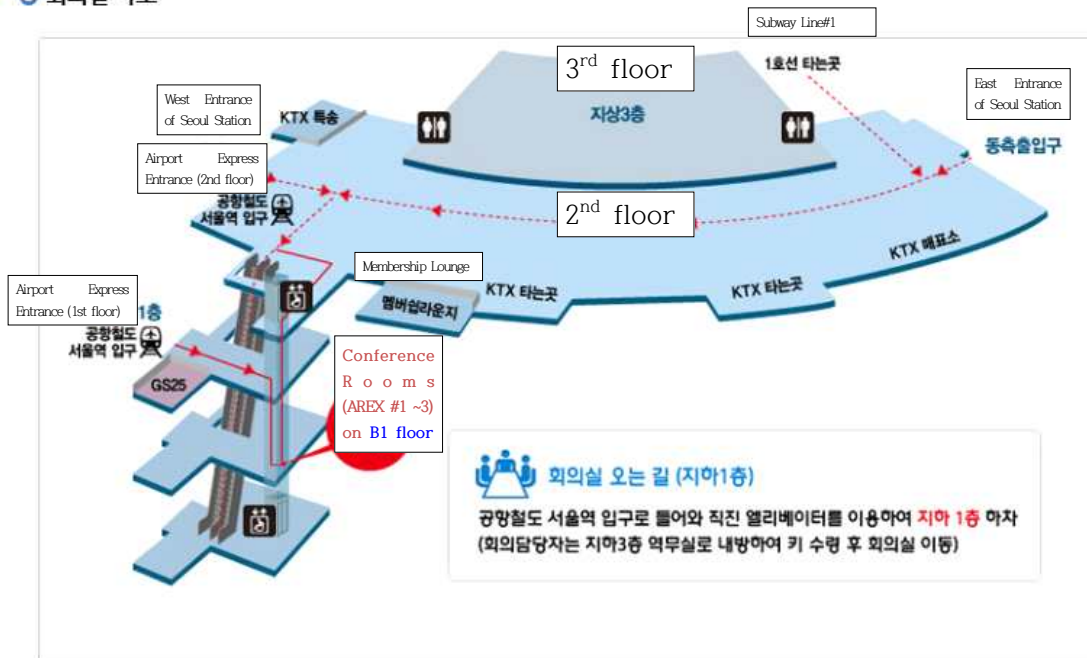 Subway Line#1
3rd floor
1호선 타는곳
West Entrance
of Seoul Station
KTX 특송
지상3층
East Entrance
of Seoul Station
동측출입구
Airport Express
Entrance (2nd floor)
공항철도
서울역 입구
2nd floor
KTX 매표소
Membership Lounge
멤버쉽라운지
KTX 타는곳
KTX 타는곳
Airport Express
Entrance (1st floor)
1층
공항철도
서울역 입구
GS25
Conference
Rooms
(AREX #1 ~3)
on B1 floor
회의실 오는 길 (지하1층)
공항철도 서울역 입구로 들어와 직진 엘리베이터를 이용하여 지하 1층 하차
(회의담당자는 지하3층 역무실로 내방하여 키 수령 후 회의실 이동)